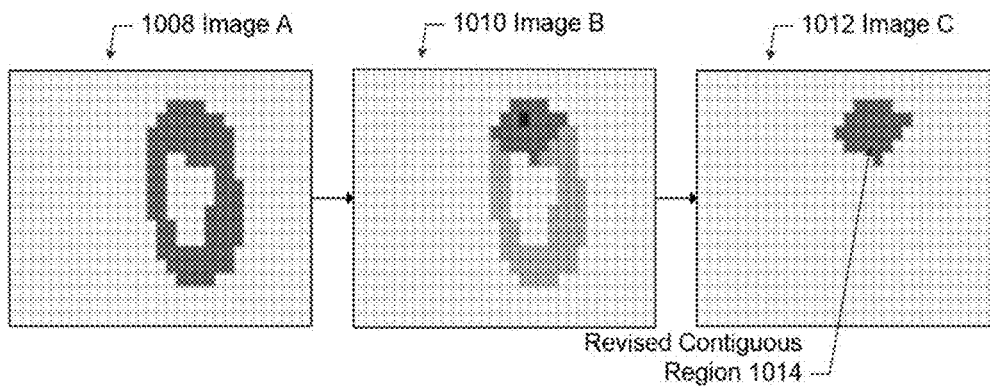 1008 Image A
1010 Image B
1012 Image C
Revised Contiguous
Region 1014